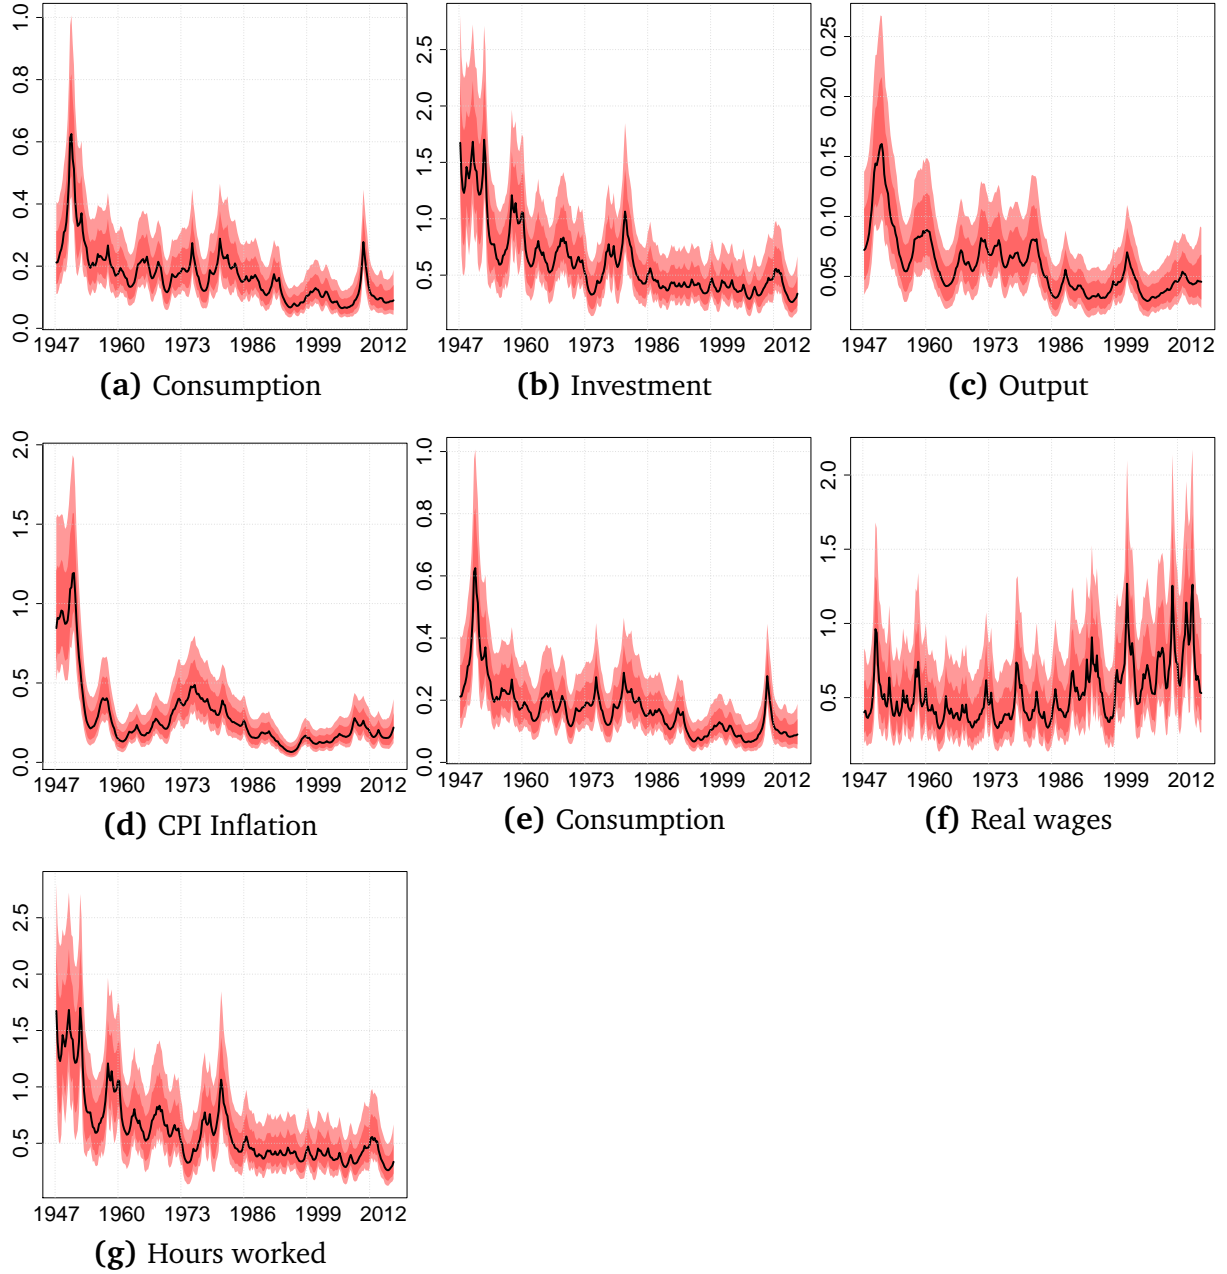 0.0 0.2 0.4 0.6 0.8 1.0
1947 1960 1973 1986 1999 2012
(a) Consumption
0.5 1.0 1.5 2.0 2.5
1947 1960 1973 1986 1999 2012
(b) Investment
0.05 0.10 0.15 0.20 0.25
1947 1960 1973 1986 1999 2012
(c) Output
0.0 0.5 1.0 1.5 2.0
1947 1960 1973 1986 1999 2012
(d) CPI Inflation
0.0 0.2 0.4 0.6 0.8 1.0
1947 1960 1973 1986 1999 2012
(e) Consumption
0.5 1.0 1.5 2.0
1947 1960 1973 1986 1999 2012
(f) Real wages
0.5 1.0 1.5 2.0 2.5
1947 1960 1973 1986 1999 2012
(g) Hours worked